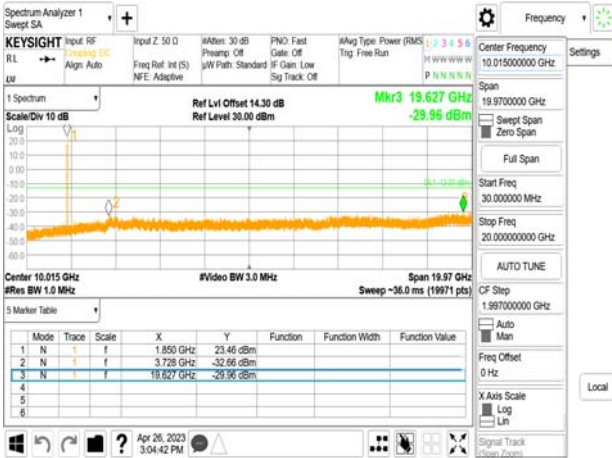 Spectrum Analyzer 1
Swept SA
+
Frequency
KEYSIGHT
RL
Input: RF
Coupling: DC
Align: Auto
Input Z: 50 Ω
Freq Ref: Int (S)
NFE: Adaptive
#Atten: 30 dB
Preamp: Off
µW Path: Standard
PNO: Fast
Gate: Off
IF Gain: Low
Sig Track: Off
#Avg Type: Power (RMS
Trig: Free Run
1 2 3 4 5 6
M W W W W W
P N N N N N
1 Spectrum
Scale/Div 10 dB
Ref Lvl Offset 14.30 dB
Ref Level 30.00 dBm
Mkr3 19.627 GHz
-29.96 dBm
Log
20.0
10.0
0.00
-10.0
-20.0
-30.0
-40.0
-50.0
-60.0
1
2
Center 10.015 GHz
#Res BW 1.0 MHz
#Video BW 3.0 MHz
Span 19.97 GHz
Sweep ~36.0 ms (19971 pts)
5 Marker Table
Mode Trace Scale X Y Function Function Width Function Value
1 N 1 f 1.850 GHz 23.46 dBm
2 N 1 f 3.728 GHz -32.66 dBm
3 N 1 f 19.627 GHz -29.96 dBm
4
5
6
?
Apr 26, 2023
3:04:42 PM
Center Frequency
10.015000000 GHz
Span
19.9700000 GHz
Swept Span
Zero Span
Full Span
Start Freq
30.000000 MHz
Stop Freq
20.000000000 GHz
AUTO TUNE
CF Step
1.997000000 GHz
Auto
Man
Freq Offset
0 Hz
X Axis Scale
Log
Lin
Signal Track
(Span Zoom)
Settings
Local